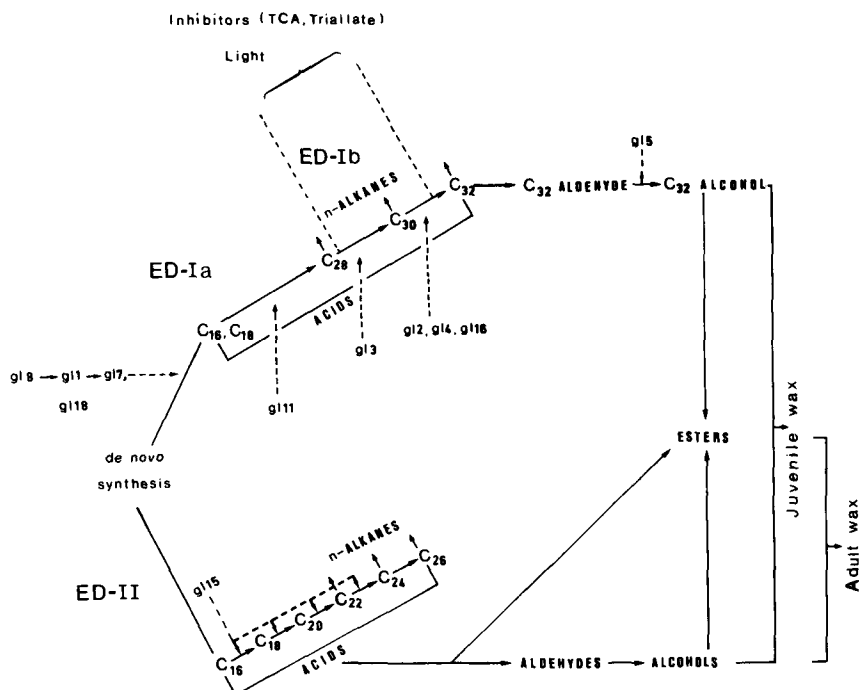 Inhibitors (TCA, Triallate)
Light
ED-Ib
gl5
n-ALKANES
C32
C32 ALDEHYDE
C32 ALCOHOL
C30
C28
ED-Ia
ACIDS
C16, C18
gl3
gl2, gl4, gl16
gl8 gl1 gl7,
gl18
gl11
de novo
synthesis
ESTERS
Juvenile wax
Adult wax
n-ALKANES
C26
C24
C22
C20
C18
C16
gl15
ED-II
ACIDS
ALDEHYDES
ALCOHOLS